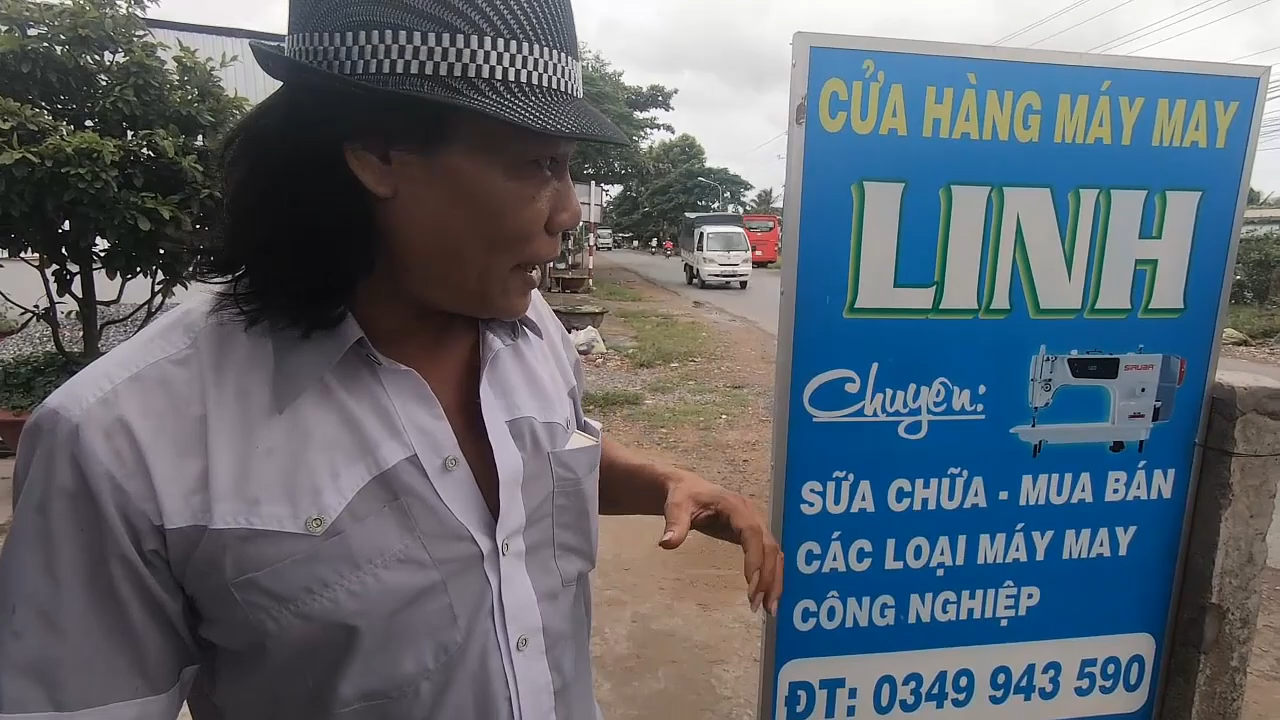 CỬA HÀNG MÁY MAY
LINH
Chuyên:
SIRUBA
SỮA CHỮA - MUA BÁN
CÁC LOẠI MÁY MAY
CÔNG NGHIỆP
ĐT: 0349 943 590